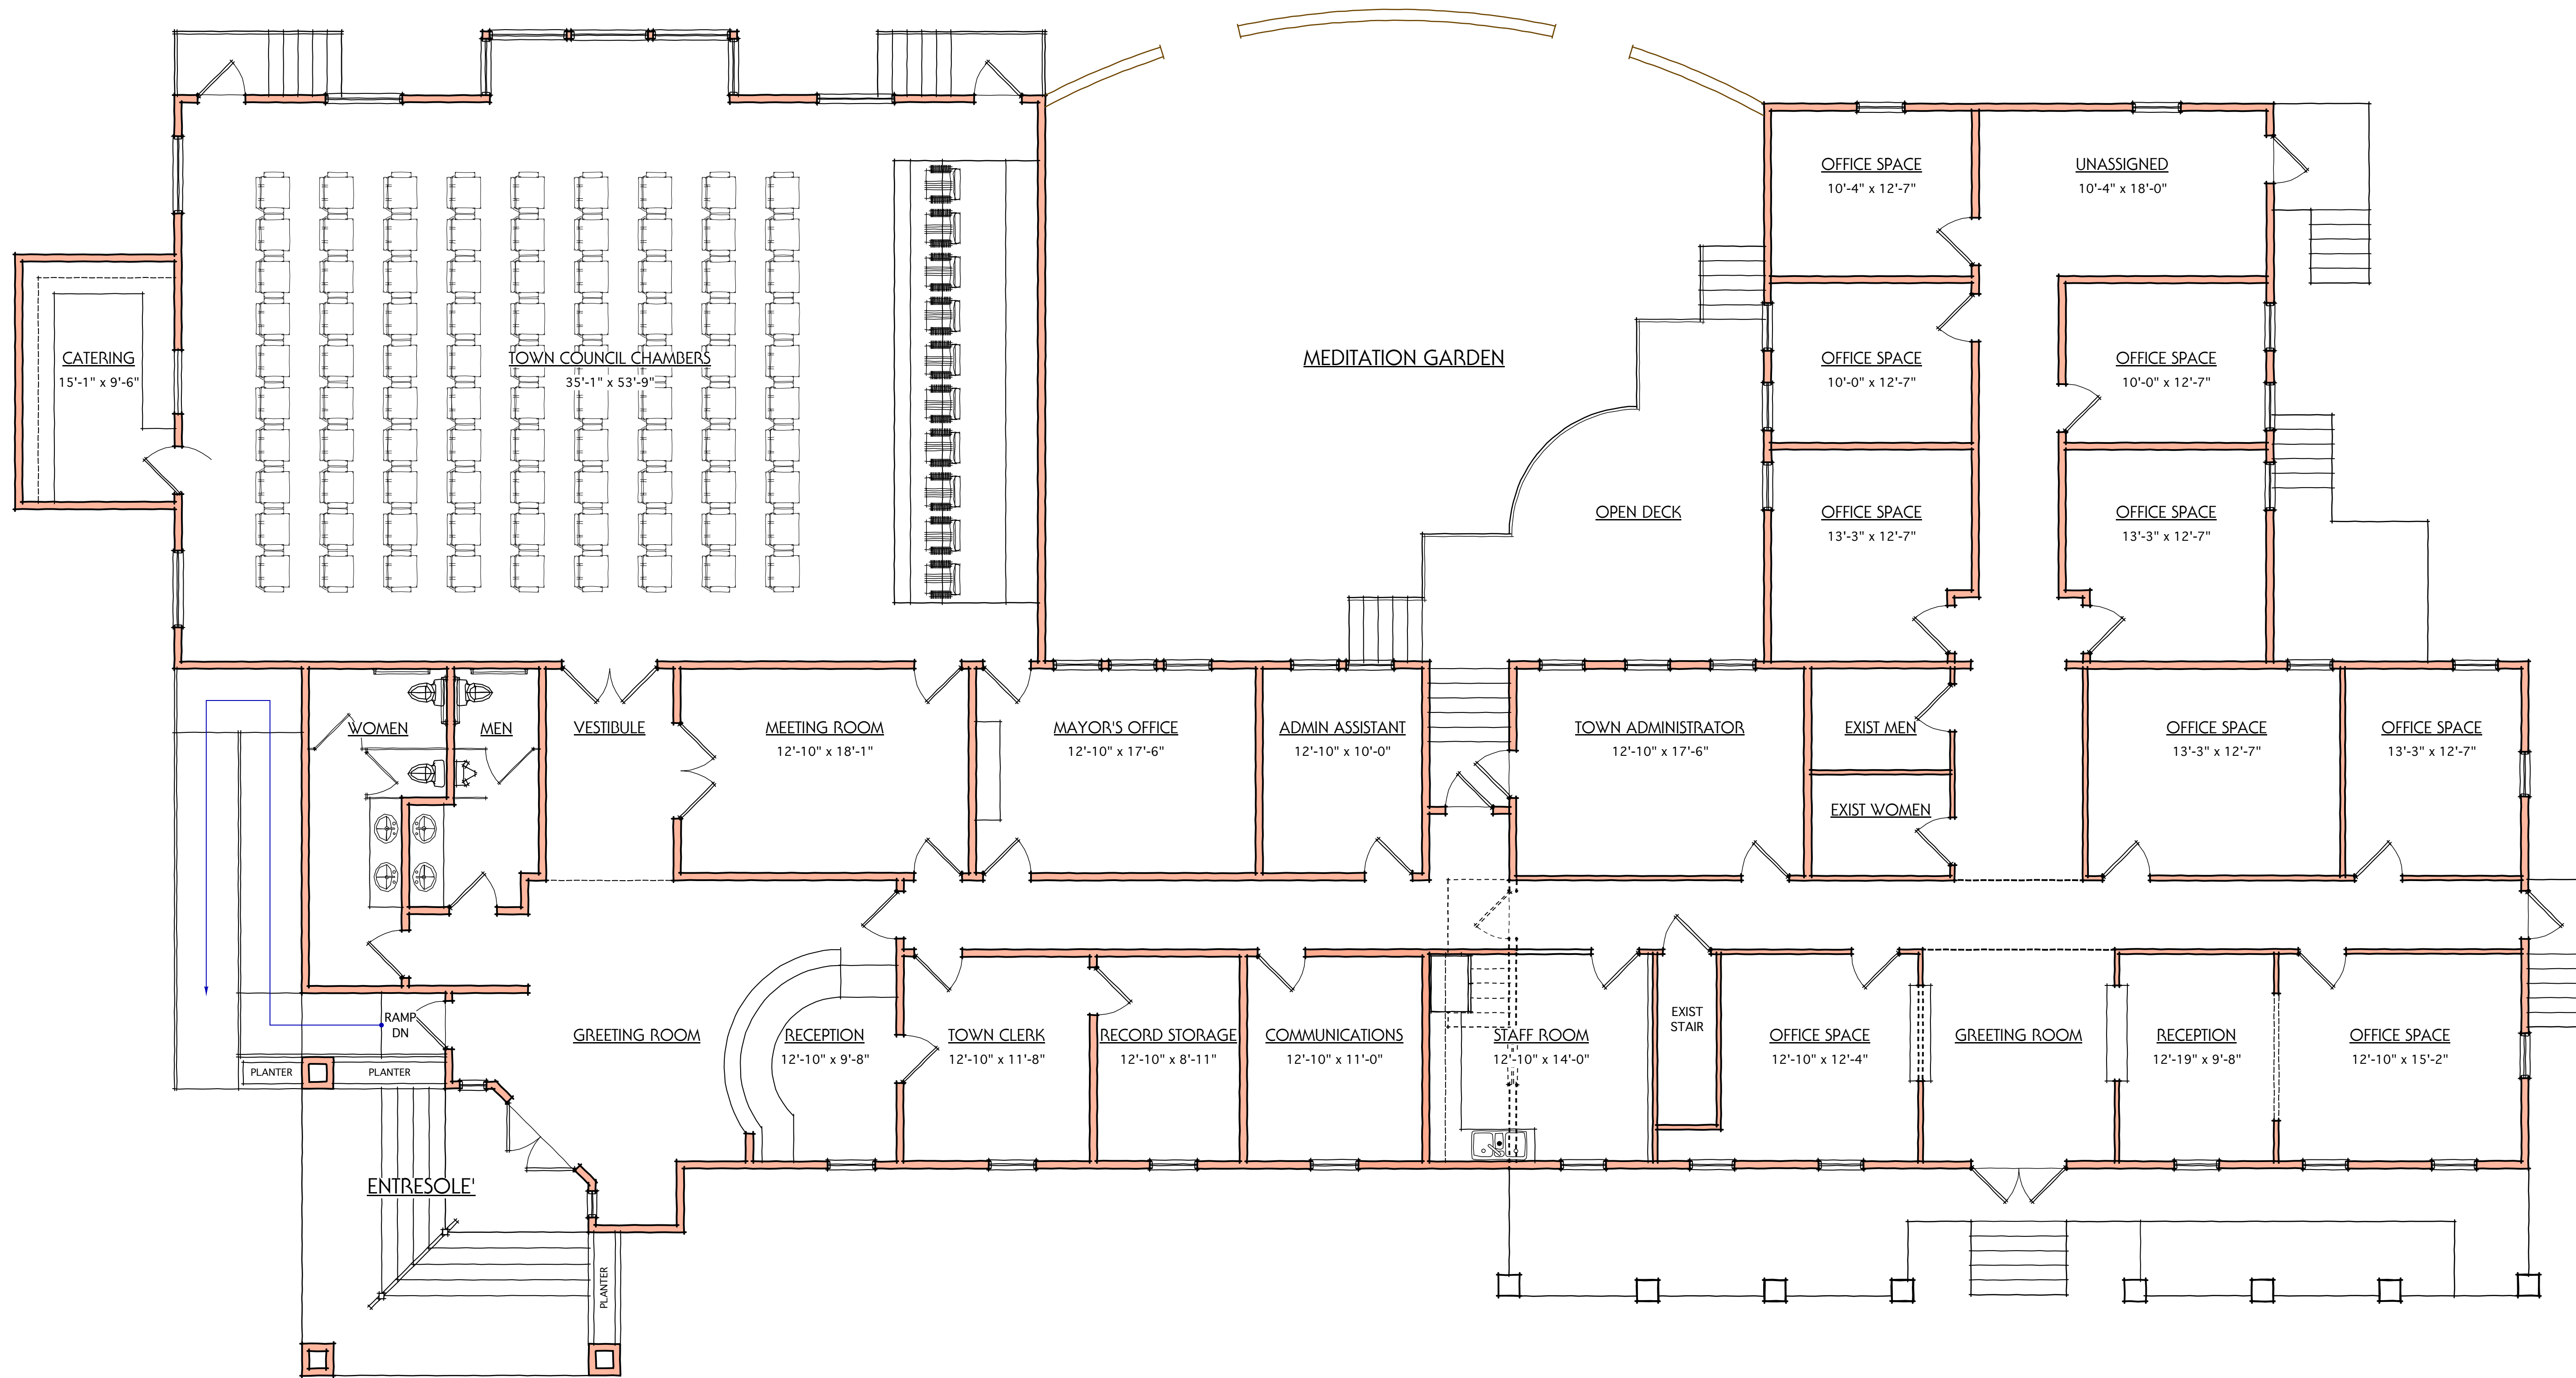 OFFICE SPACE
10'-4" x 12'-7"
UNASSIGNED
10'-4" x 18'-0"
CATERING
15'-1" x 9'-6"
TOWN COUNCIL CHAMBERS
35'-1" x 53'-9"
MEDITATION GARDEN
OFFICE SPACE
10'-0" x 12'-7"
OFFICE SPACE
10'-0" x 12'-7"
OPEN DECK
OFFICE SPACE
13'-3" x 12'-7"
OFFICE SPACE
13'-3" x 12'-7"
WOMEN
MEN
VESTIBULE
MEETING ROOM
12'-10" x 18'-1"
MAYOR'S OFFICE
12'-10" x 17'-6"
ADMIN ASSISTANT
12'-10" x 10'-0"
TOWN ADMINISTRATOR
12'-10" x 17'-6"
EXIST MEN
EXIST WOMEN
OFFICE SPACE
13'-3" x 12'-7"
OFFICE SPACE
13'-3" x 12'-7"
RAMP
DN
GREETING ROOM
RECEPTION
12'-10" x 9'-8"
TOWN CLERK
12'-10" x 11'-8"
RECORD STORAGE
12'-10" x 8'-11"
COMMUNICATIONS
12'-10" x 11'-0"
STAFF ROOM
12'-10" x 14'-0"
EXIST
STAIR
OFFICE SPACE
12'-10" x 12'-4"
GREETING ROOM
RECEPTION
12'-19" x 9'-8"
OFFICE SPACE
12'-10" x 15'-2"
PLANTER
PLANTER
ENTRESOLE'
PLANTER